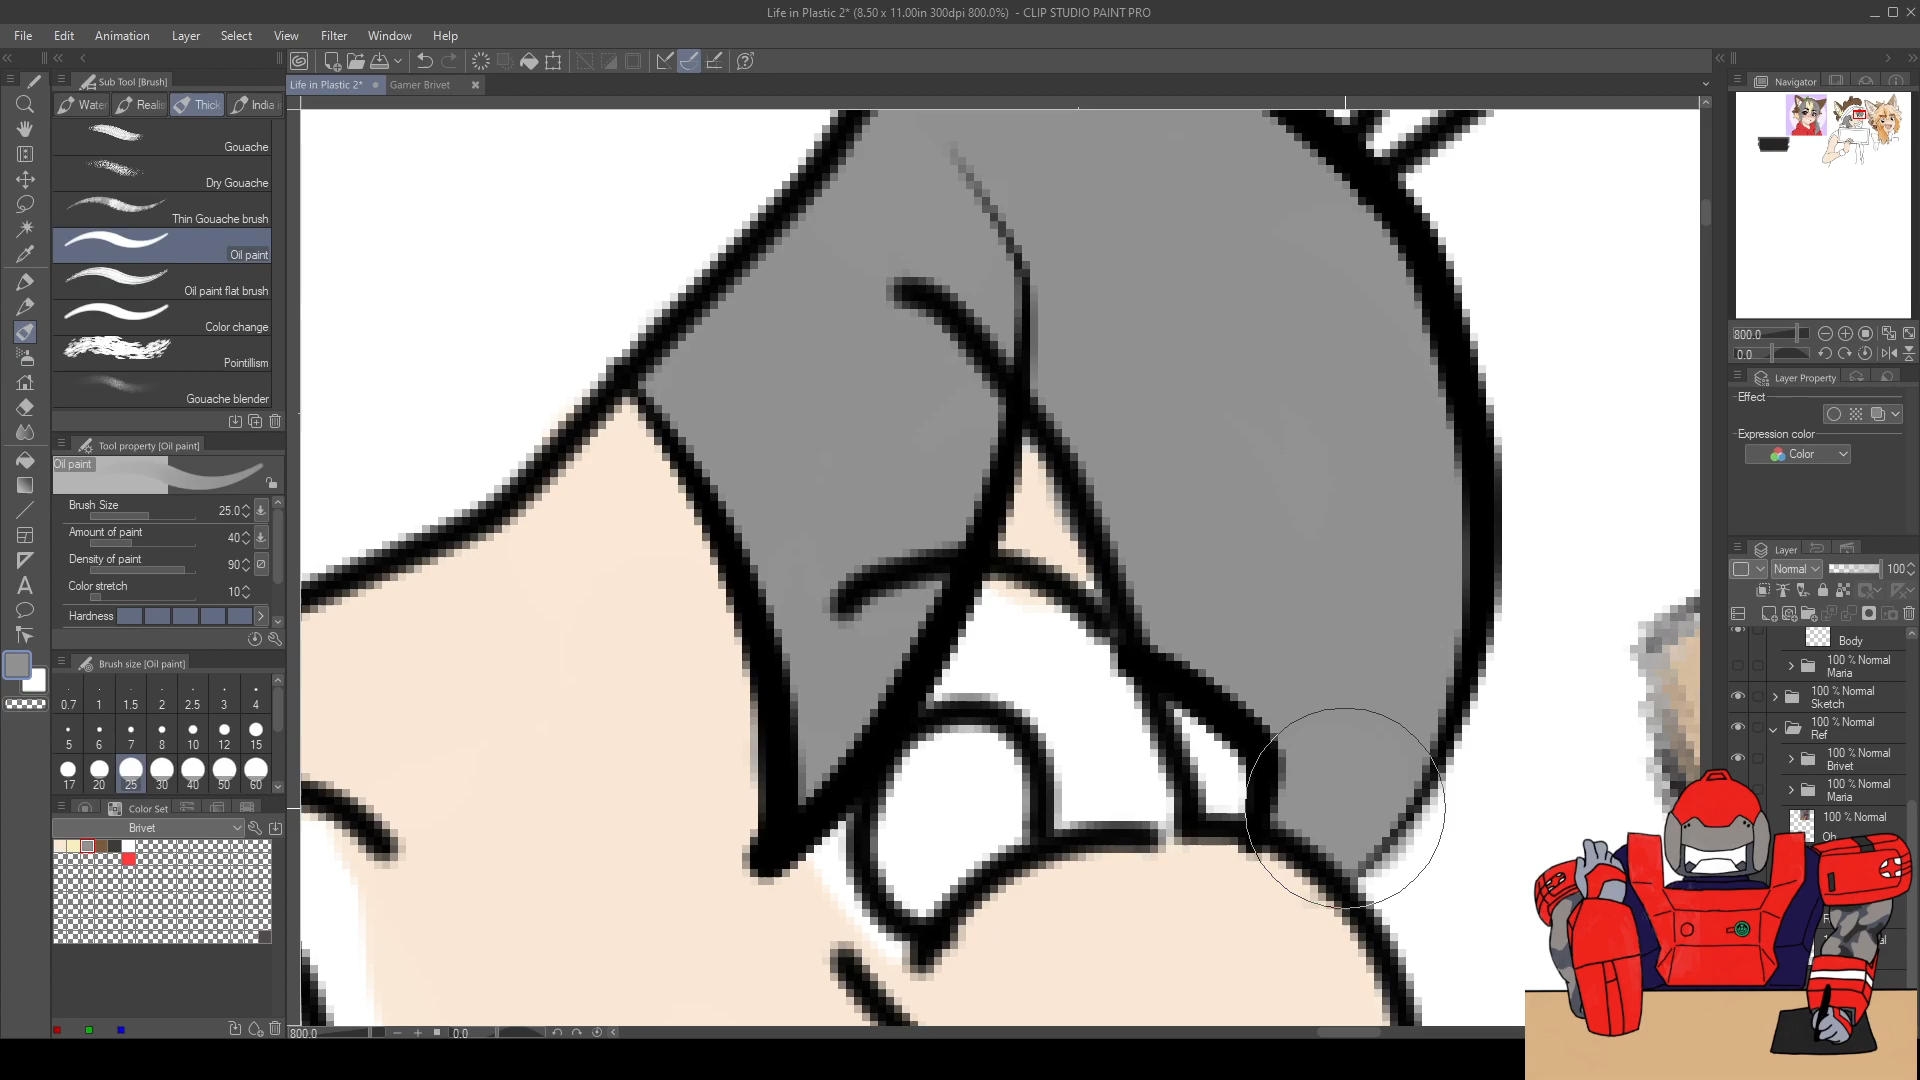 Life in Plastic 2* (8.50 x 11.00in 300dpi 800.0%) - CLIP STUDIO PAINT PRO
File Edit Animation Layer Select View Filter Window Help
Sub Tool [Brush]
Water Realis Thick India i
Gouache
Dry Gouache
Thin Gouache brush
Oil paint
Oil paint flat brush
Color change
Pointillism
Gouache blender
Tool property [Oil paint]
Oil paint
Brush Size 25.0
Amount of paint 40
Density of paint 90
Color stretch 10
Hardness
Brush size [Oil paint]
0.7 1 1.5 2 2.5 3 4
5 6 7 8 10 12 15
17 20 25 30 40 50 60
Color Set
Brivet
Life in Plastic 2* Gamer Brivet
800.0 0.0
Navigator
800.0
0.0
Layer Property
Effect
Expression color
Color
Layer
Normal 100
Body
100 % Normal
Maria
100 % Normal
Sketch
100 % Normal
Ref
100 % Normal
Brivet
100 % Normal
Maria
100 % Normal